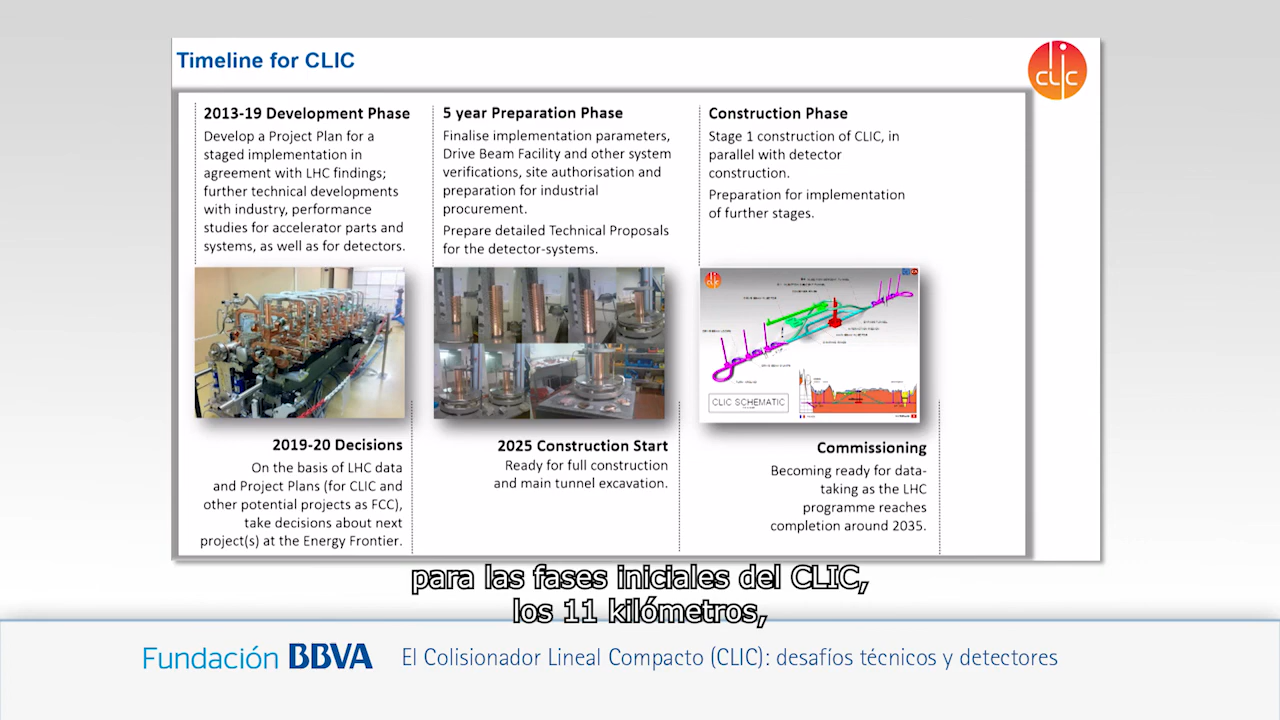 Timeline for CLIC
clic
2013-19 Development Phase
Develop a Project Plan for a
staged implementation in
agreement with LHC findings;
further technical developments
with industry, performance
studies for accelerator parts and
systems, as well as for detectors.
5 year Preparation Phase
Finalise implementation parameters,
Drive Beam Facility and other system
verifications, site authorisation and
preparation for industrial
procurement.
Prepare detailed Technical Proposals
for the detector-systems.
Construction Phase
Stage 1 construction of CLIC, in
parallel with detector
construction.
Preparation for implementation
of further stages.
CLIC SCHEMATIC
2019-20 Decisions
On the basis of LHC data
and Project Plans (for CLIC and
other potential projects as FCC),
take decisions about next
project(s) at the Energy Frontier.
2025 Construction Start
Ready for full construction
and main tunnel excavation.
Commissioning
Becoming ready for data-
taking as the LHC
programme reaches
completion around 2035.
para las fases iniciales del CLIC,
los 11 kilómetros,
Fundación BBVA
El Colisionador Lineal Compacto (CLIC): desafíos técnicos y detectores